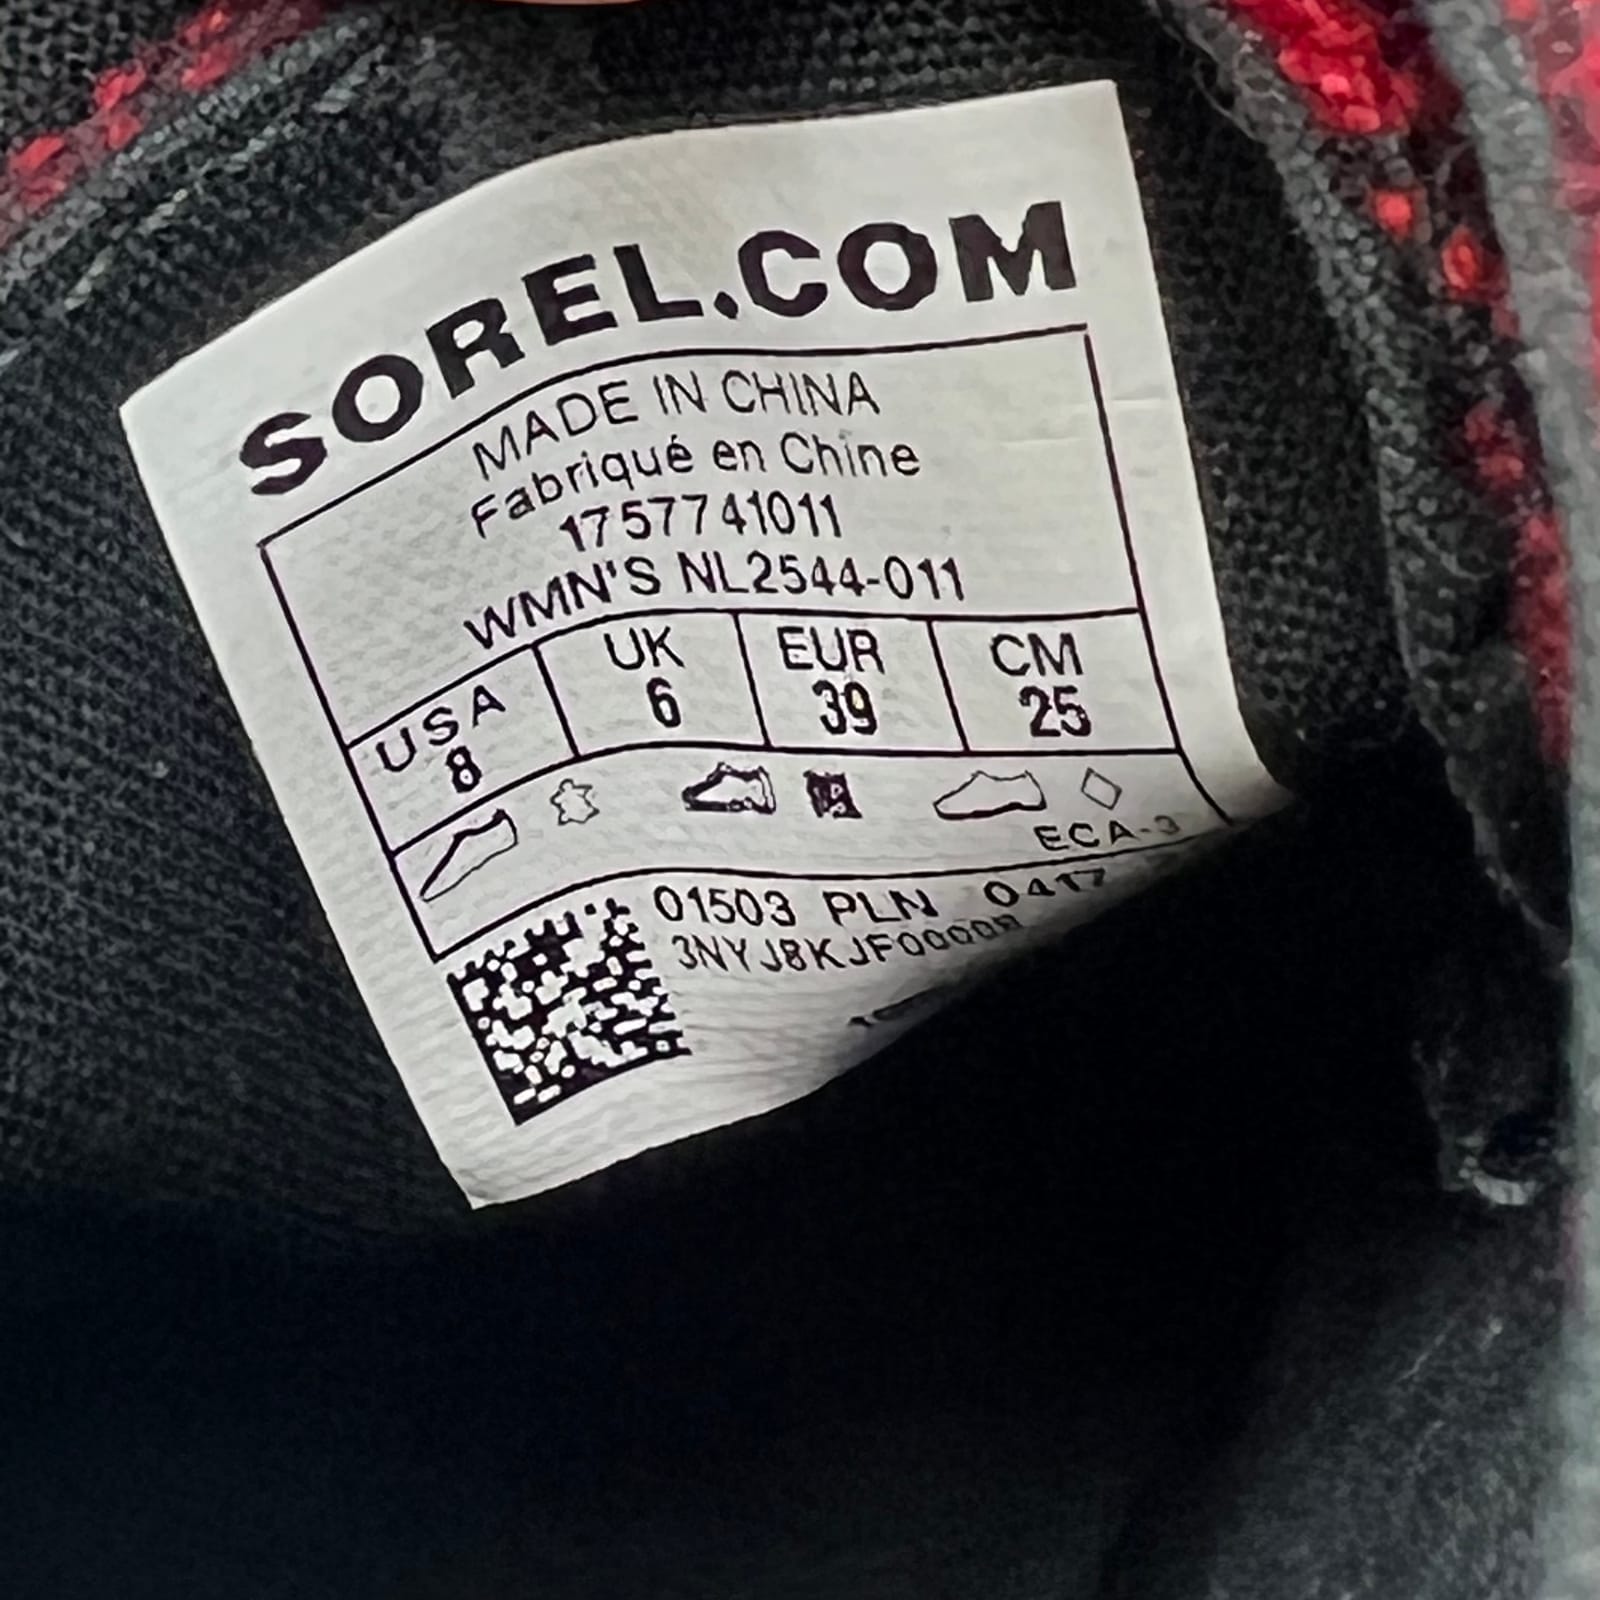 SOREL.COM
MADE IN CHINA
Fabriqué en Chine
1757741011
WMN'S NL2544-011
USA UK EUR CM
8 6 39 25
ECA-3
01503 PLN 0417